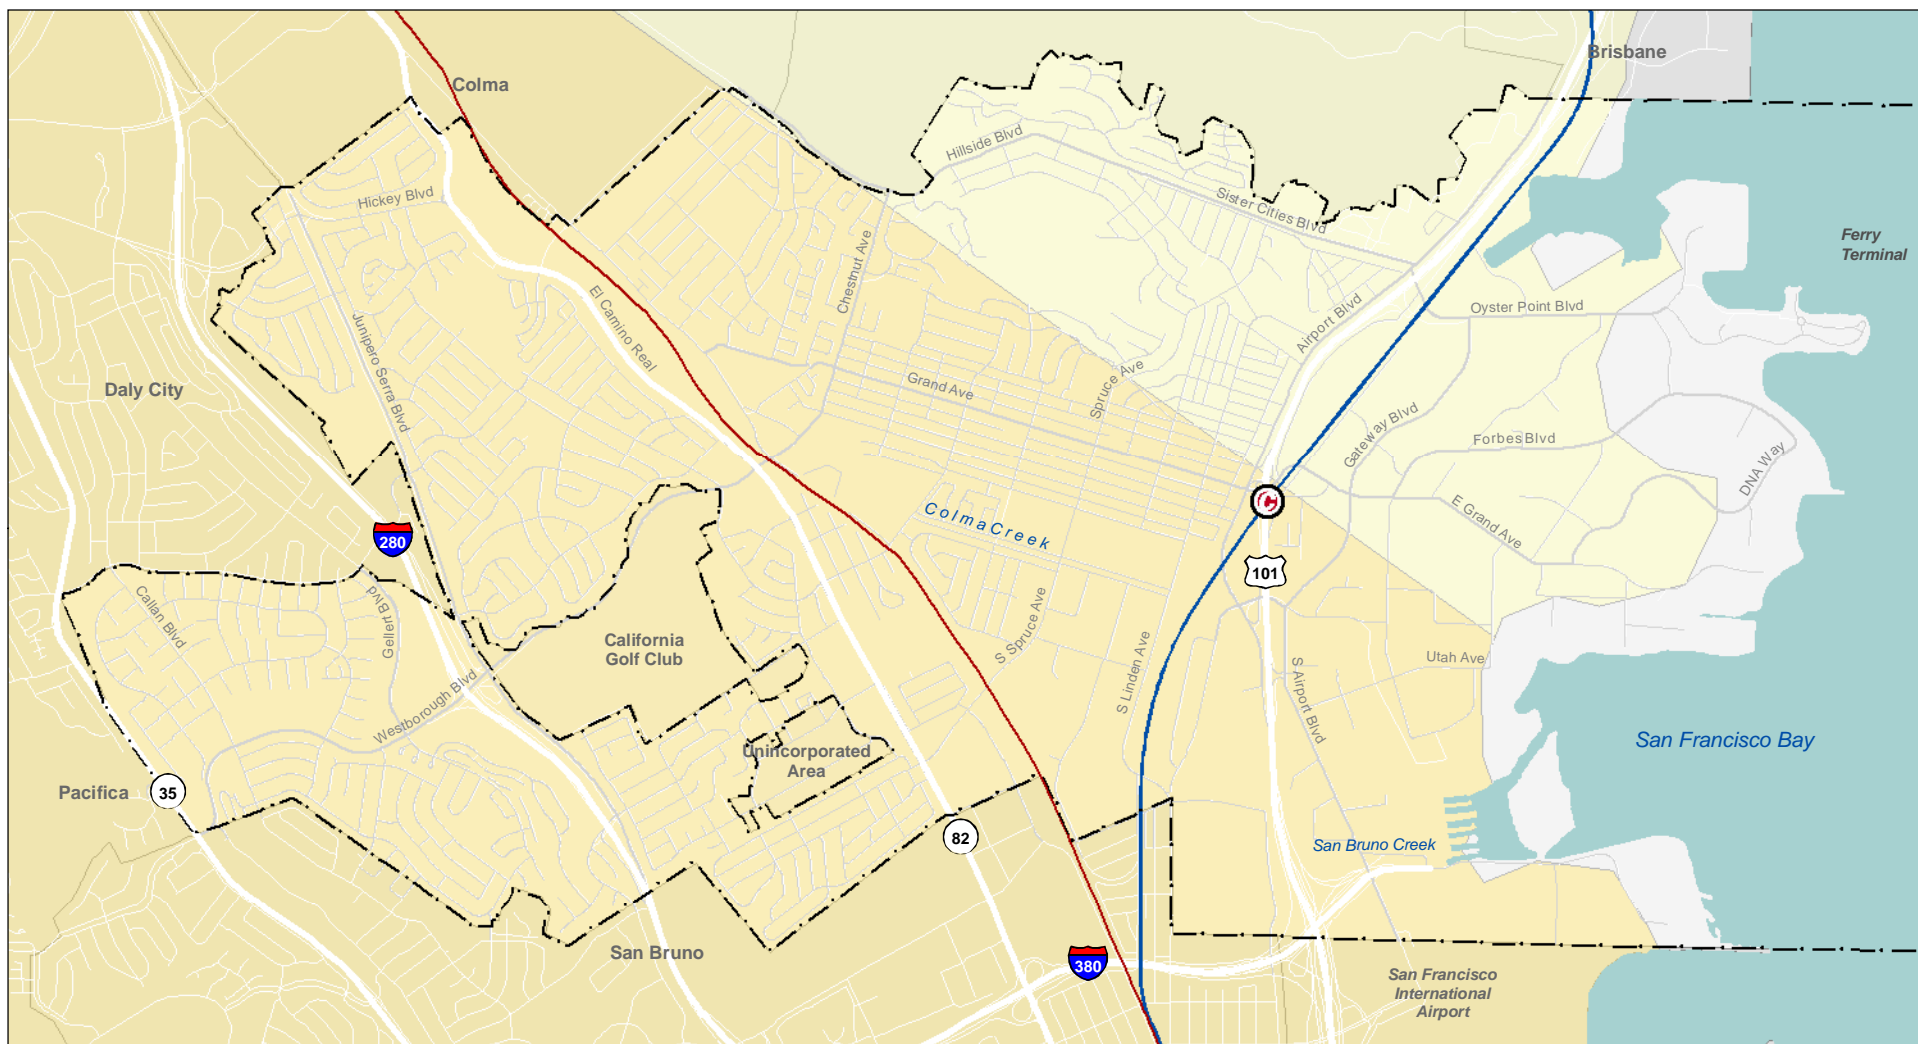 Brisbane
Colma
Hillside Blvd
Hickey Blvd
Sister Cities Blvd
Ferry
Terminal
Chestnut Ave
El Camino Real
Airport Blvd
Oyster Point Blvd
Junipero Serra Blvd
Daly City
Grand Ave
Spruce Ave
Gateway Blvd
Forbes Blvd
DNA Way
Colma Creek
E Grand Ave
280
101
Callan Blvd
Gellert Blvd
California
Golf Club
S Spruce Ave
S Linden Ave
Utah Ave
S Airport Blvd
Westborough Blvd
San Francisco Bay
Unincorporated
Area
Pacifica
35
82
San Bruno Creek
San Bruno
380
San Francisco
International
Airport